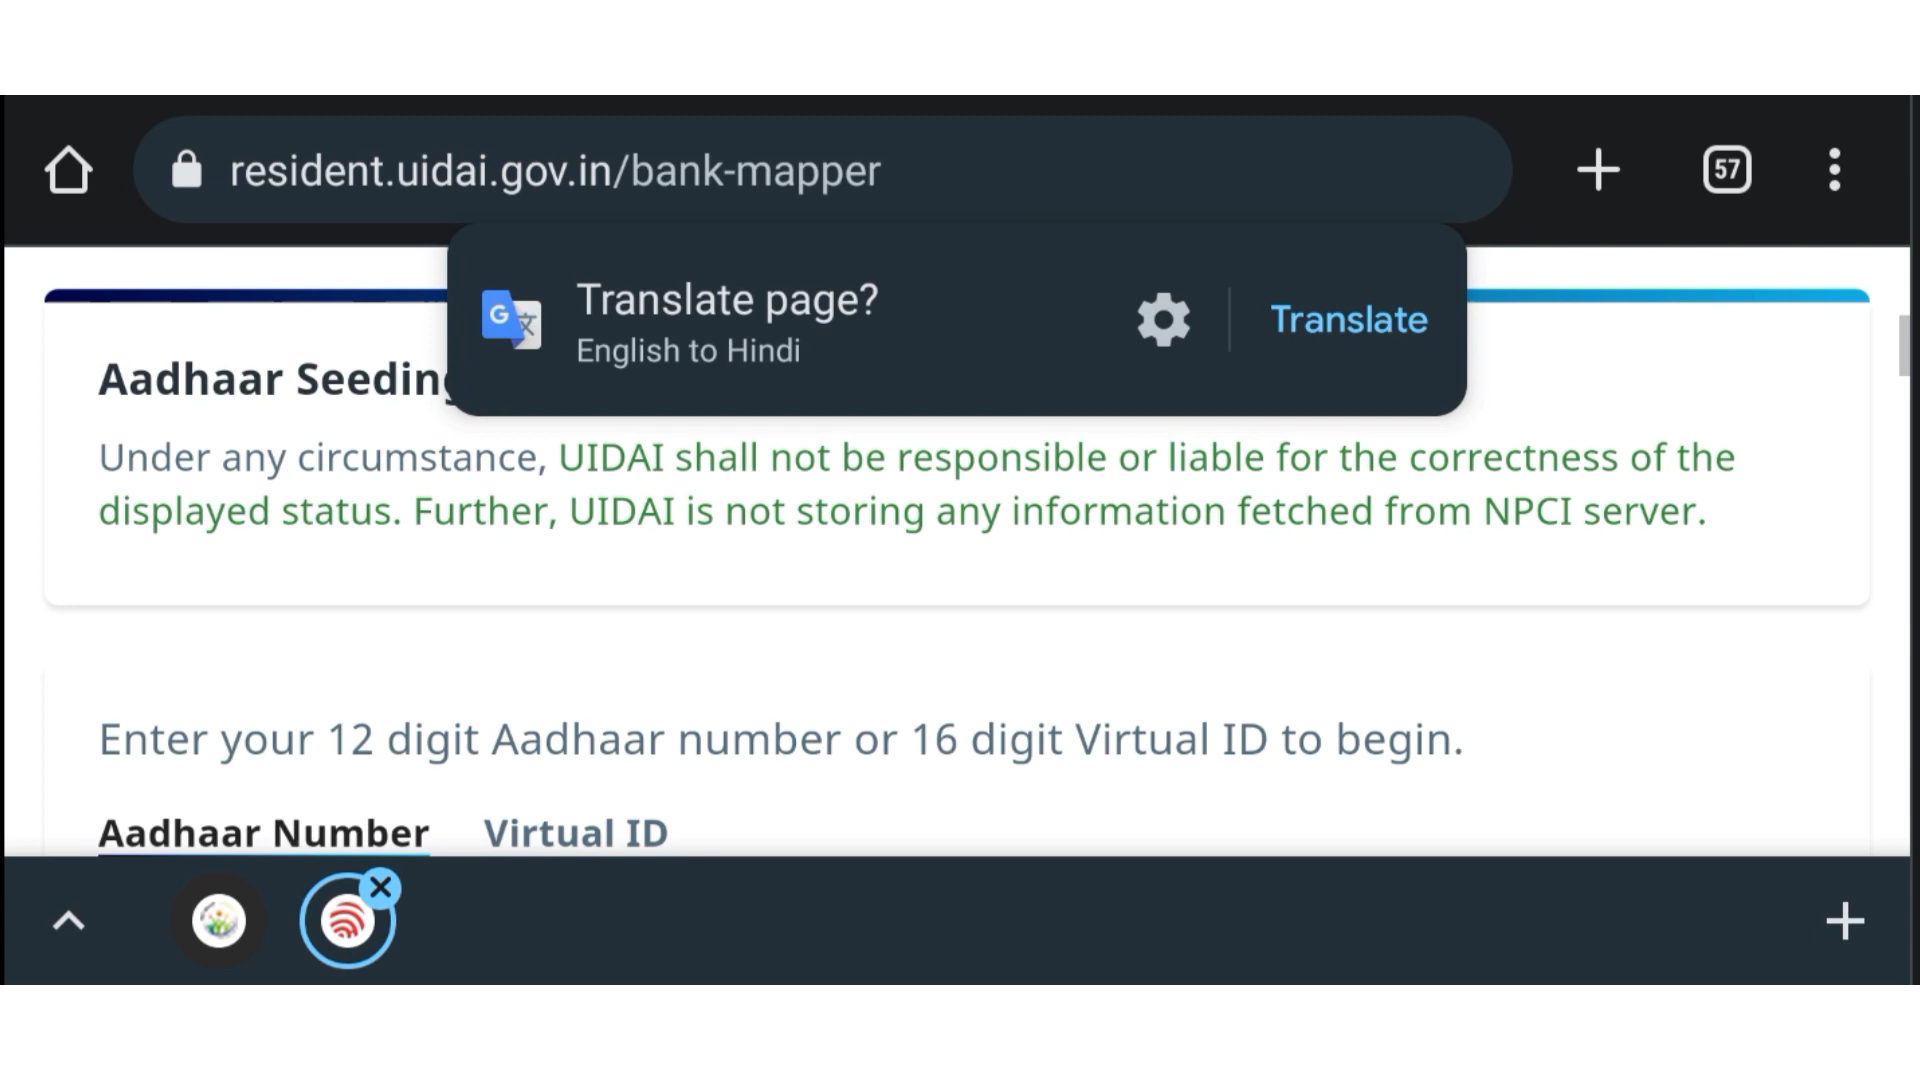 resident.uidai.gov.in/bank-mapper
57
Translate page?
English to Hindi
Translate
Aadhaar
Under any circumstance, UIDAI shall not be responsible or liable for the correctness of the
displayed status. Further, UIDAI is not storing any information fetched from NPCI server.
Enter your 12 digit Aadhaar number or 16 digit Virtual ID to begin.
Aadhaar Number Virtual ID